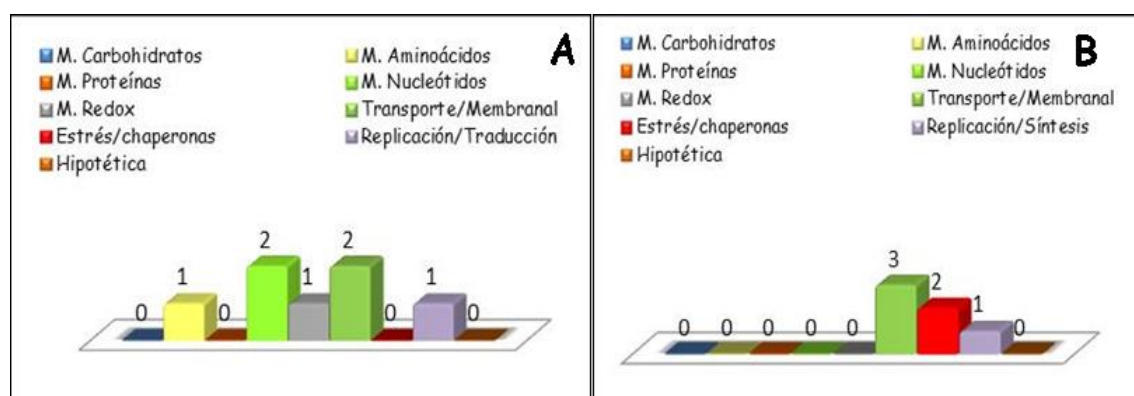 A
M. Carbohidratos M. Aminoácidos
M. Proteínas M. Nucleótidos
M. Redox Transporte/Membranal
Estrés/chaperonas Replicación/Traducción
Hipotética
0 1 0 2 1 2 0 1 0
B
M. Carbohidratos M. Aminoácidos
M. Proteínas M. Nucleótidos
M. Redox Transporte/Membranal
Estrés/chaperonas Replicación/Síntesis
Hipotética
0 0 0 0 0 3 2 1 0